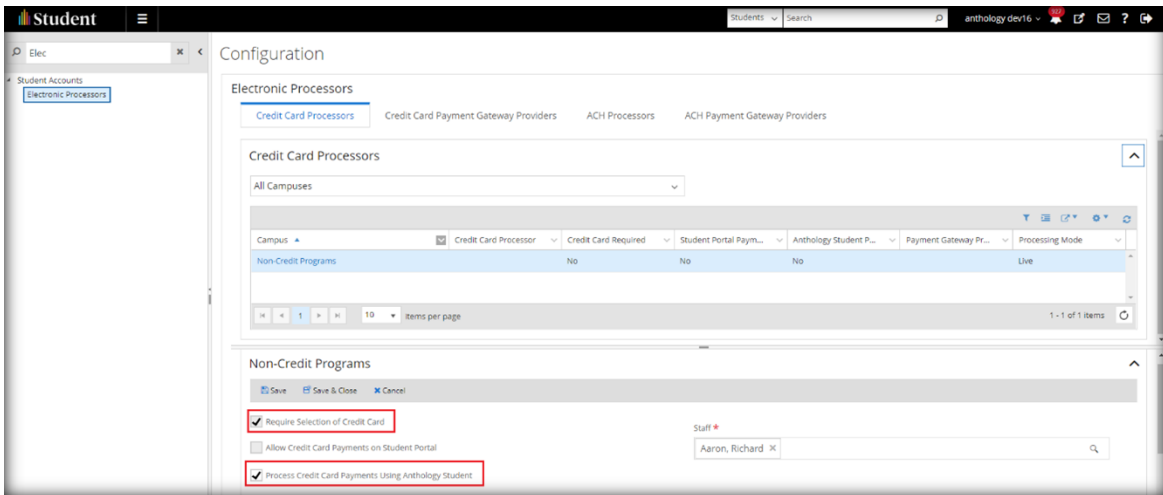 Student
Students
Search
anthology dev16
327
?
Elec
Student Accounts
Electronic Processors
Configuration
Electronic Processors
Credit Card Processors
Credit Card Payment Gateway Providers
ACH Processors
ACH Payment Gateway Providers
Credit Card Processors
All Campuses
Campus
Credit Card Processor
Credit Card Required
Student Portal Paym...
Anthology Student P...
Payment Gateway Pr...
Processing Mode
Non-Credit Programs
No
No
No
Live
1
10
items per page
1 - 1 of 1 items
Non-Credit Programs
Save
Save & Close
Cancel
Require Selection of Credit Card
Staff *
Allow Credit Card Payments on Student Portal
Aaron, Richard
Process Credit Card Payments Using Anthology Student